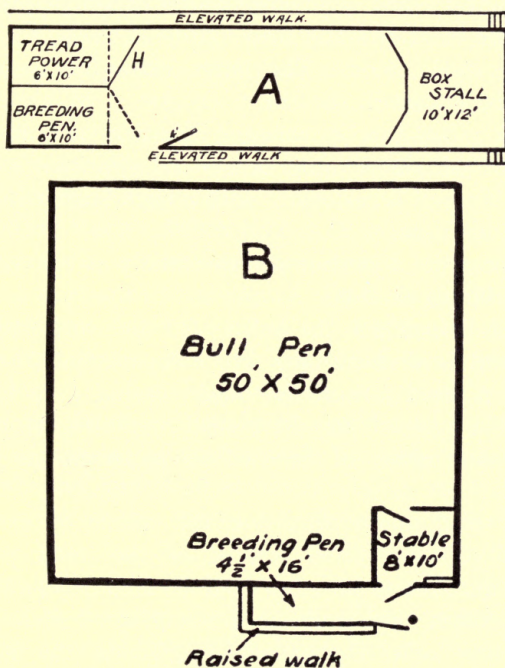 ELEVATED WALK.
TREAD
POWER
6'X10'
H
A
BOX
STALL
10'X12'
BREEDING
PEN.
6'X10'
ELEVATED WALK
B
Bull Pen
50' X 50'
Breeding Pen
4½' X 16'
Stable
8'X10'
Raised walk